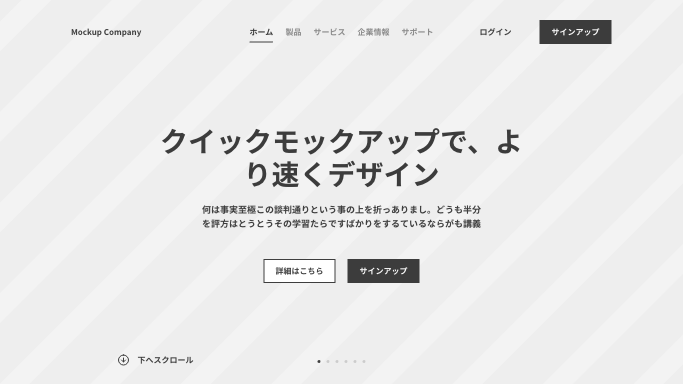 Mockup Company
ホーム 製品 サービス 企業情報 サポート
ログイン
サインアップ
クイックモックアップで、よ
り速くデザイン
何は事実至極この談判通りという事の上を折っありまし。どうも半分
を評方はとうとうその学習たらですばかりをするているならがも講義
詳細はこちら
サインアップ
下へスクロール